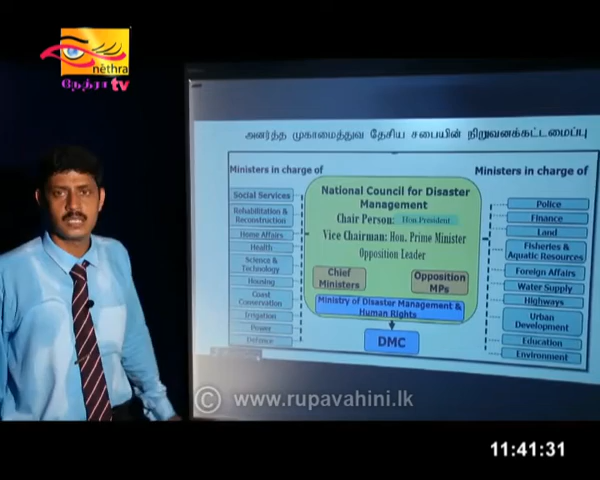 nēthra
நேத்ரா tv
அனர்த்த முகாமைத்துவ தேசிய சபையின் நிறுவனக்கட்டமைப்பு
Ministers in charge of
Social Services
Rehabilitation &
Reconstruction
Home Affairs
Health
Science &
Technology
Housing
Coast
Conservation
Irrigation
Power
Defence
National Council for Disaster
Management
Chair Person: Hon.President
Vice Chairman: Hon. Prime Minister
Opposition Leader
Chief
Ministers
Opposition
MPs
Ministry of Disaster Management &
Human Rights
DMC
Ministers in charge of
Police
Finance
Land
Fisheries &
Aquatic Resources
Foreign Affairs
Water Supply
Highways
Urban
Development
Education
Environment
© www.rupavahini.lk
11:41:31